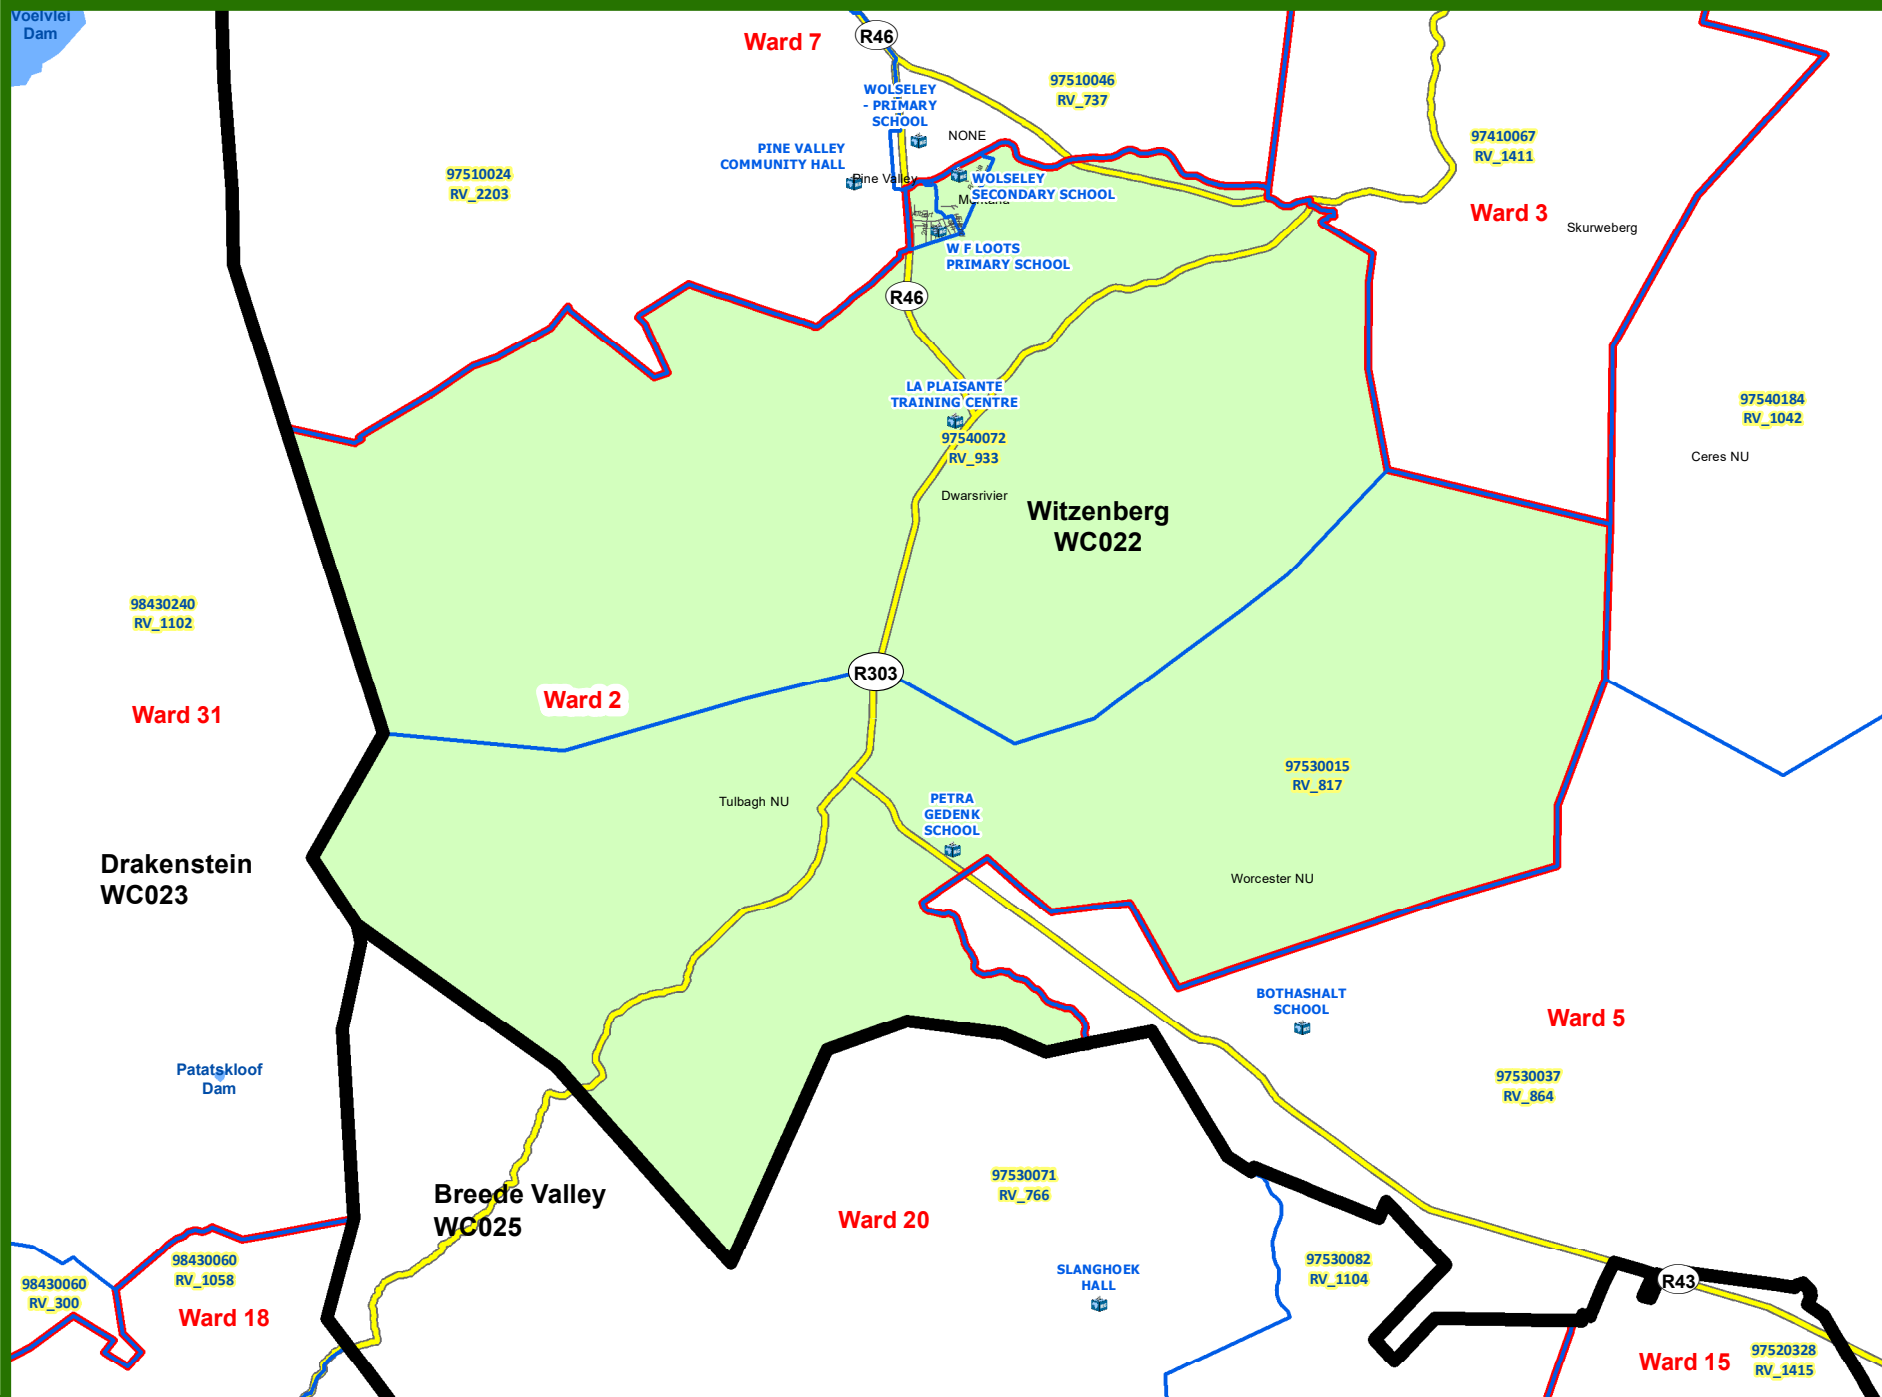 Voelvlei
Dam
Ward 7
R46
97510046
RV_737
WOLSELEY
- PRIMARY
SCHOOL
NONE
97410067
RV_1411
PINE VALLEY
COMMUNITY HALL
Pine Valley
97510024
RV_2203
WOLSELEY
SECONDARY SCHOOL
Montana
Ward 3
Skurweberg
W F LOOTS
PRIMARY SCHOOL
R46
LA PLAISANTE
TRAINING CENTRE
97540072
RV_933
97540184
RV_1042
Ceres NU
Dwarsrivier
Witzenberg
WC022
98430240
RV_1102
R303
Ward 2
Ward 31
97530015
RV_817
Tulbagh NU
PETRA
GEDENK
SCHOOL
Drakenstein
WC023
Worcester NU
BOTHASHALT
SCHOOL
Ward 5
Patatskloof
Dam
97530037
RV_864
97530071
RV_766
Breede Valley
WC025
Ward 20
98430060
RV_1058
98430060
RV_300
SLANGHOEK
HALL
97530082
RV_1104
R43
Ward 18
Ward 15
97520328
RV_1415